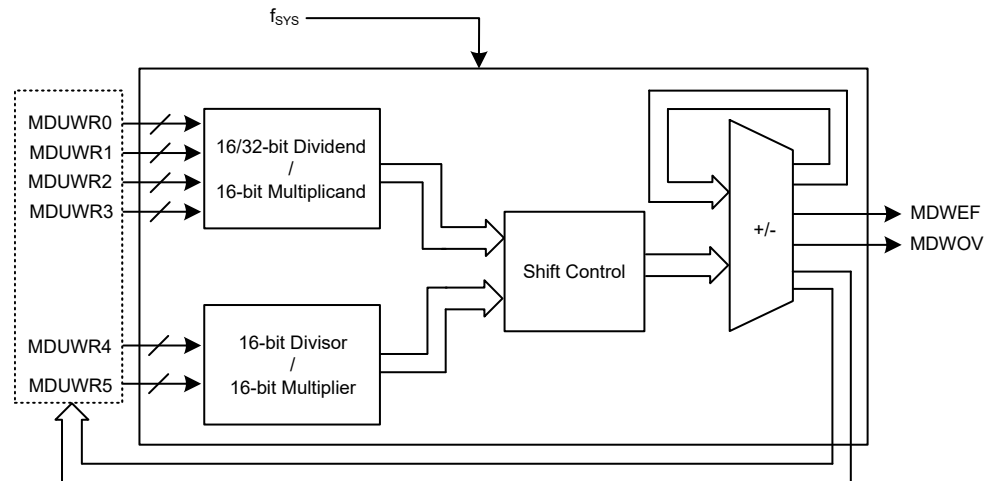 fSYS
MDUWR0
MDUWR1
MDUWR2
MDUWR3
16/32-bit Dividend
/
16-bit Multiplicand
Shift Control
+/-
MDWEF
MDWOV
MDUWR4
MDUWR5
16-bit Divisor
/
16-bit Multiplier